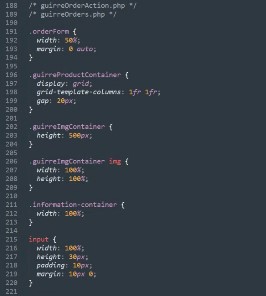 188 /* guirreOrderAction.php */
189 /* guirreOrders.php */
190
191 .orderForm {
192 width: 50%;
193 margin: 0 auto;
194 }
195
196 .guirreProductContainer {
197 display: grid;
198 grid-template-columns: 1fr 1fr;
199 gap: 20px;
200 }
201
202 .guirreImgContainer {
203 height: 500px;
204 }
205
206 .guirreImgContainer img {
207 width: 100%;
208 height: 100%;
209 }
210
211 .information-container {
212 width: 100%;
213 }
214
215 input {
216 width: 100%;
217 height: 30px;
218 padding: 10px;
219 margin: 10px 0;
220 }
221